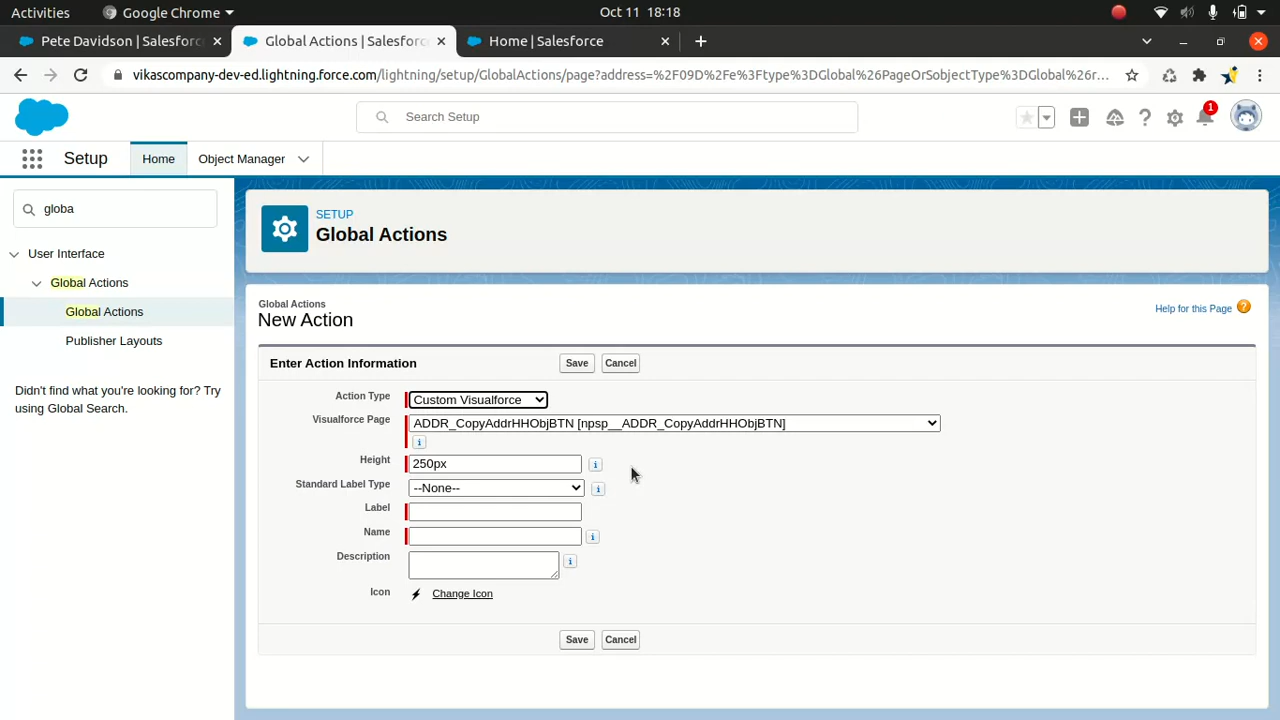 Activities
Google Chrome
Oct 11 18:18
Pete Davidson | Salesforc
Global Actions | Salesforc
Home | Salesforce
vikascompany-dev-ed.lightning.force.com/lightning/setup/GlobalActions/page?address=%2F09D%2Fe%3Ftype%3DGlobal%26PageOrSobjectType%3DGlobal%26r...
Search Setup
1
Setup
Home
Object Manager
globa
User Interface
Global Actions
Global Actions
Publisher Layouts
Didn't find what you're looking for? Try
using Global Search.
SETUP
Global Actions
Global Actions
New Action
Help for this Page
Enter Action Information
Save
Cancel
Action Type
Custom Visualforce
Visualforce Page
ADDR_CopyAddrHHObjBTN [npsp__ADDR_CopyAddrHHObjBTN]
Height
250px
Standard Label Type
--None--
Label
Name
Description
Icon
Change Icon
Save
Cancel